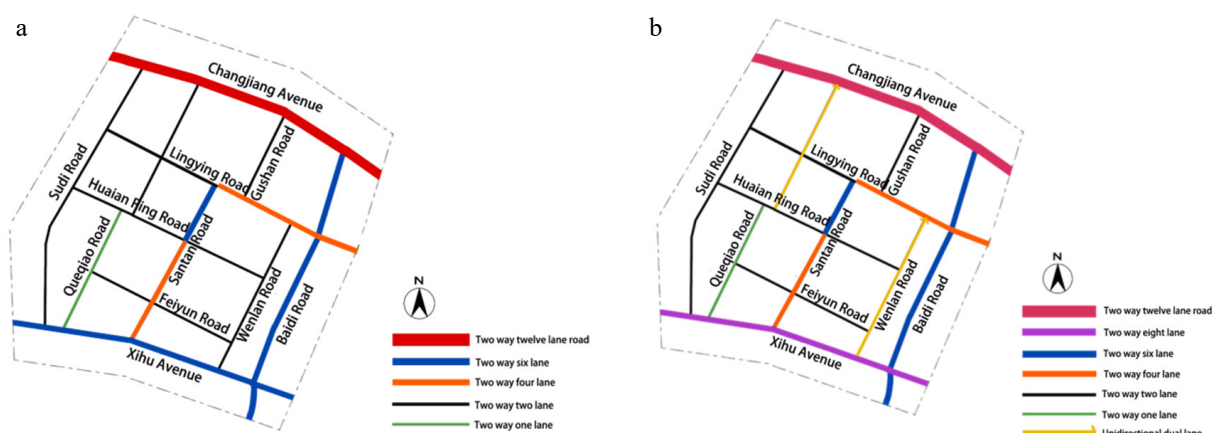 a
Changjiang Avenue
Lingying Road
Gushan Road
Sudi Road
Huaian Ring Road
Queqiao Road
Santan Road
Feiyun Road
Wenlan Road
Baidi Road
Xihu Avenue
N
Two way twelve lane road
Two way six lane
Two way four lane
Two way two lane
Two way one lane
b
Changjiang Avenue
Lingying Road
Gushan Road
Sudi Road
Huaian Ring Road
Queqiao Road
Santan Road
Feiyun Road
Wenlan Road
Baidi Road
Xihu Avenue
N
Two way twelve lane road
Two way eight lane
Two way six lane
Two way four lane
Two way two lane
Two way one lane
Unidirectional dual lane